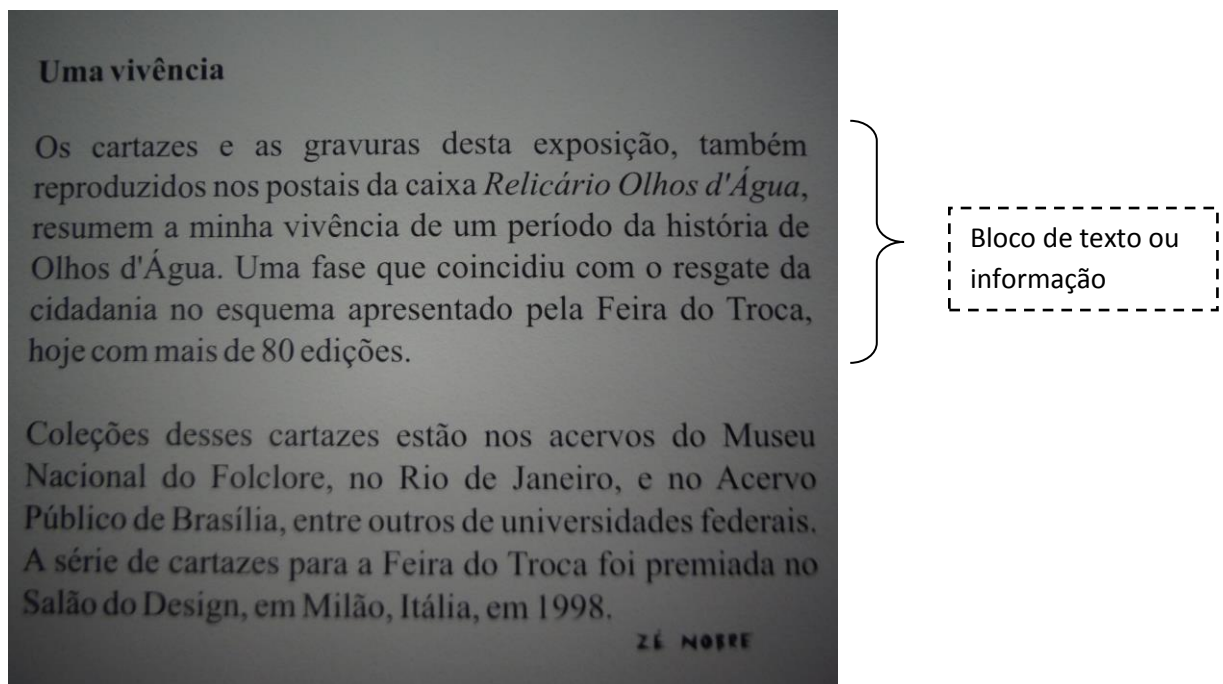 Uma vivência
Os cartazes e as gravuras desta exposição, também
reproduzidos nos postais da caixa Relicário Olhos d'Água,
resumem a minha vivência de um período da história de
Olhos d'Água. Uma fase que coincidiu com o resgate da
cidadania no esquema apresentado pela Feira do Troca,
hoje com mais de 80 edições.
Coleções desses cartazes estão nos acervos do Museu
Nacional do Folclore, no Rio de Janeiro, e no Acervo
Público de Brasília, entre outros de universidades federais.
A série de cartazes para a Feira do Troca foi premiada no
Salão do Design, em Milão, Itália, em 1998.
ZÉ NOBRE
Bloco de texto ou
informação